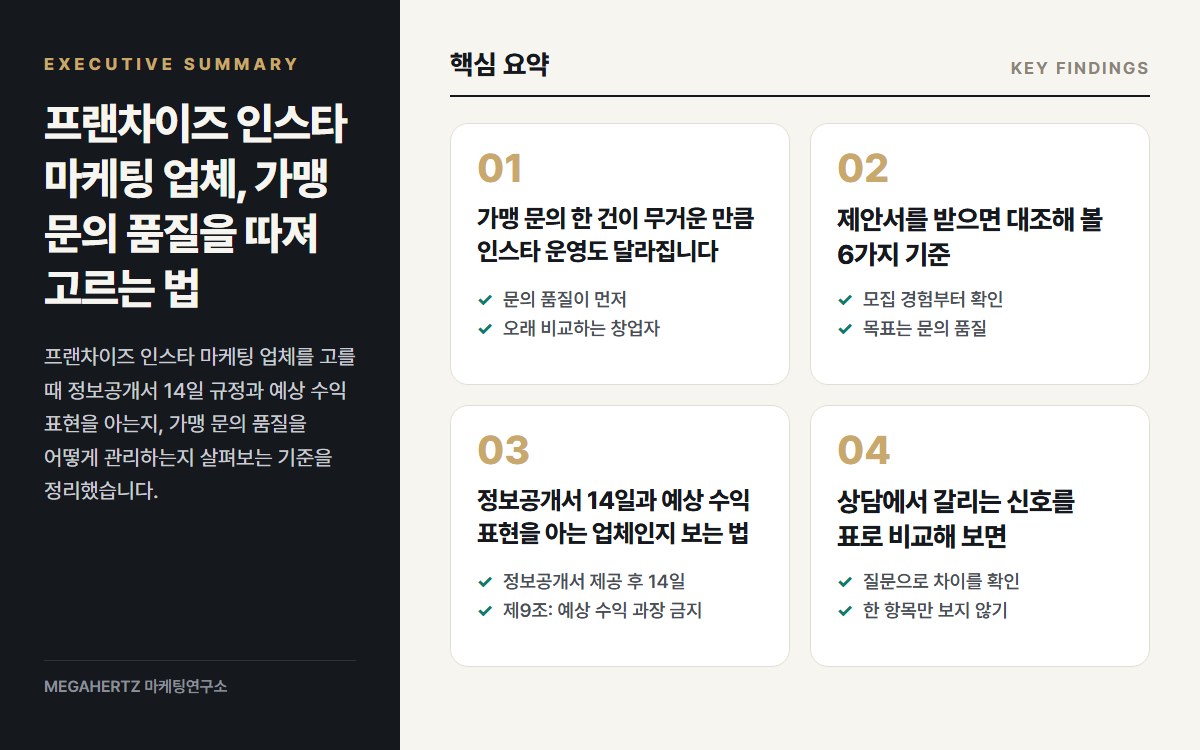 EXECUTIVE SUMMARY
프랜차이즈 인스타
마케팅 업체, 가맹
문의 품질을 따져
고르는 법
프랜차이즈 인스타 마케팅 업체를 고를
때 정보공개서 14일 규정과 예상 수익
표현을 아는지, 가맹 문의 품질을
어떻게 관리하는지 살펴보는 기준을
정리했습니다.
MEGAHERTZ 마케팅연구소
핵심 요약
KEY FINDINGS
01
가맹 문의 한 건이 무거운 만큼
인스타 운영도 달라집니다
✓ 문의 품질이 먼저
✓ 오래 비교하는 창업자
02
제안서를 받으면 대조해 볼
6가지 기준
✓ 모집 경험부터 확인
✓ 목표는 문의 품질
03
정보공개서 14일과 예상 수익
표현을 아는 업체인지 보는 법
✓ 정보공개서 제공 후 14일
✓ 제9조: 예상 수익 과장 금지
04
상담에서 갈리는 신호를
표로 비교해 보면
✓ 질문으로 차이를 확인
✓ 한 항목만 보지 않기